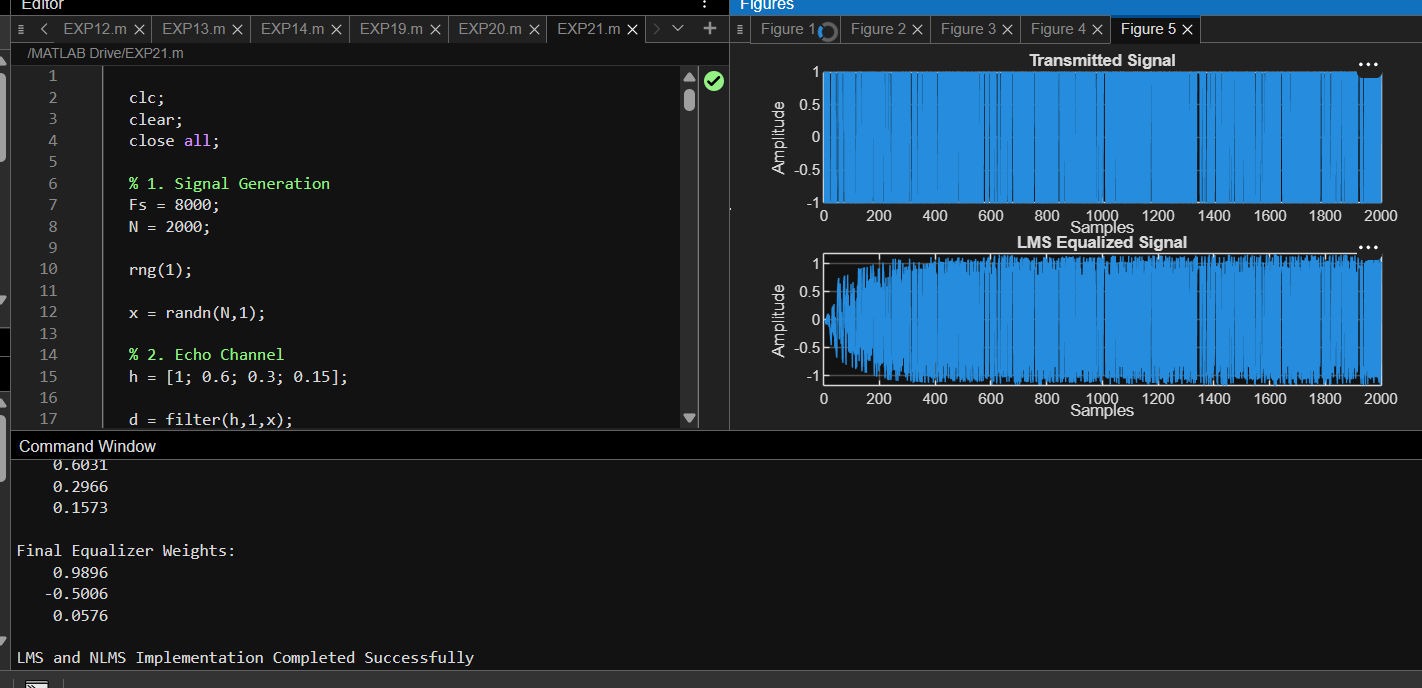 Editor
EXP12.m EXP13.m EXP14.m EXP19.m EXP20.m EXP21.m
/MATLAB Drive/EXP21.m
1
2 clc;
3 clear;
4 close all;
5
6 % 1. Signal Generation
7 Fs = 8000;
8 N = 2000;
9
10 rng(1);
11
12 x = randn(N,1);
13
14 % 2. Echo Channel
15 h = [1; 0.6; 0.3; 0.15];
16
17 d = filter(h,1,x);
Figures
Figure 1 Figure 2 Figure 3 Figure 4 Figure 5
Transmitted Signal
Amplitude
1
0.5
0
-0.5
-1
0 200 400 600 800 1000 1200 1400 1600 1800 2000
Samples
LMS Equalized Signal
Amplitude
1
0.5
0
-0.5
-1
0 200 400 600 800 1000 1200 1400 1600 1800 2000
Samples
Command Window
0.6031
0.2966
0.1573
Final Equalizer Weights:
0.9896
-0.5006
0.0576
LMS and NLMS Implementation Completed Successfully